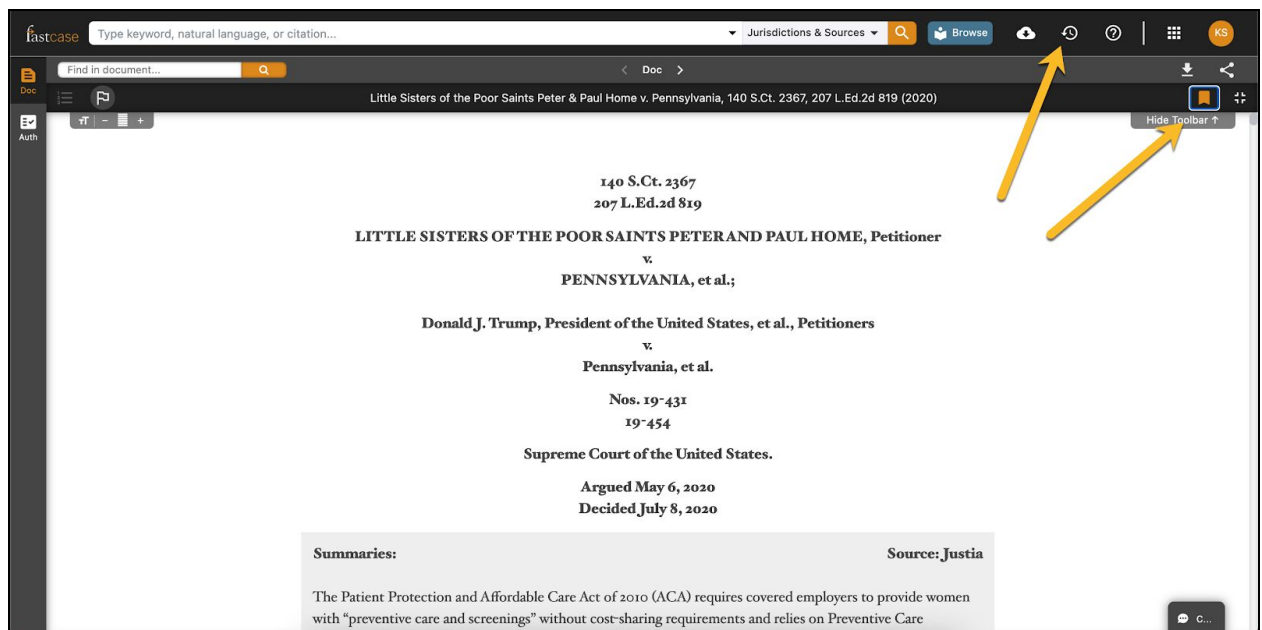 fastcase Type keyword, natural language, or citation... Jurisdictions & Sources Browse KS
Find in document... Doc
Doc
Little Sisters of the Poor Saints Peter & Paul Home v. Pennsylvania, 140 S.Ct. 2367, 207 L.Ed.2d 819 (2020)
тT - + Hide Toolbar ↑
Auth
140 S.Ct. 2367
207 L.Ed.2d 819
LITTLE SISTERS OF THE POOR SAINTS PETER AND PAUL HOME, Petitioner
v.
PENNSYLVANIA, et al.;
Donald J. Trump, President of the United States, et al., Petitioners
v.
Pennsylvania, et al.
Nos. 19-431
19-454
Supreme Court of the United States.
Argued May 6, 2020
Decided July 8, 2020
Summaries: Source: Justia
The Patient Protection and Affordable Care Act of 2010 (ACA) requires covered employers to provide women
with “preventive care and screenings” without cost-sharing requirements and relies on Preventive Care
C...